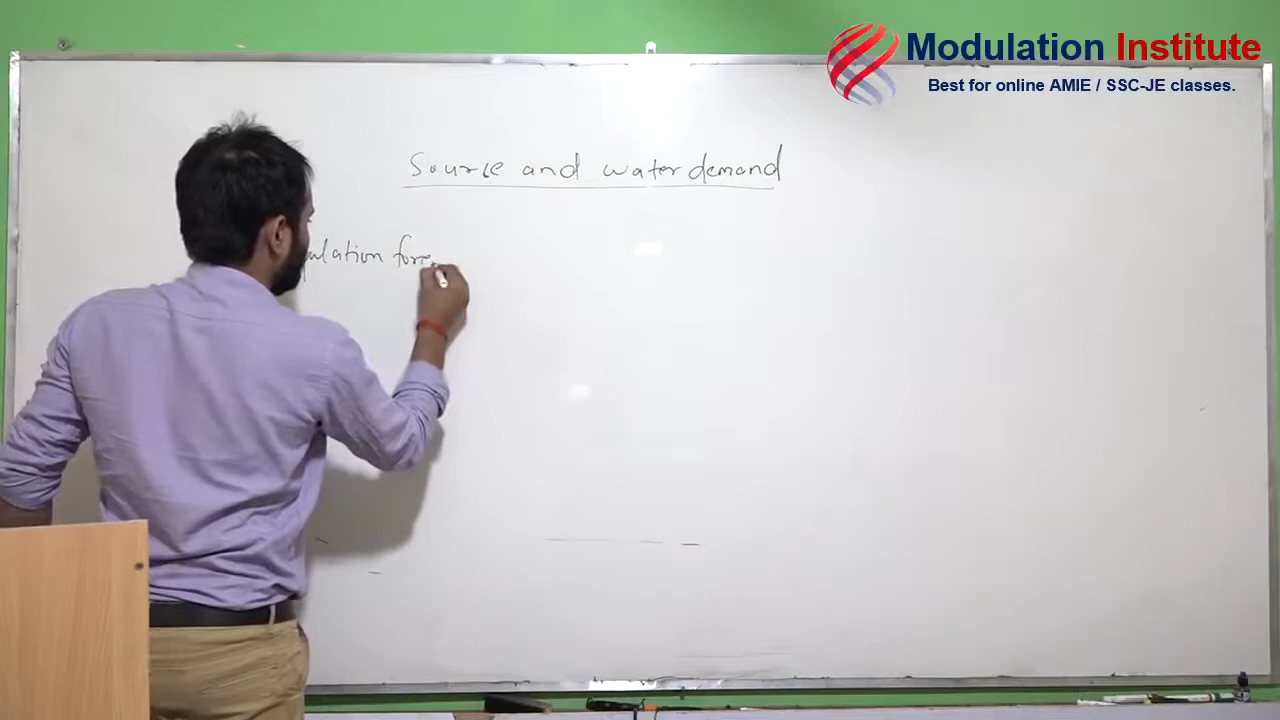 Modulation Institute
Best for online AMIE / SSC-JE classes.
Source and water demand
ulation fore